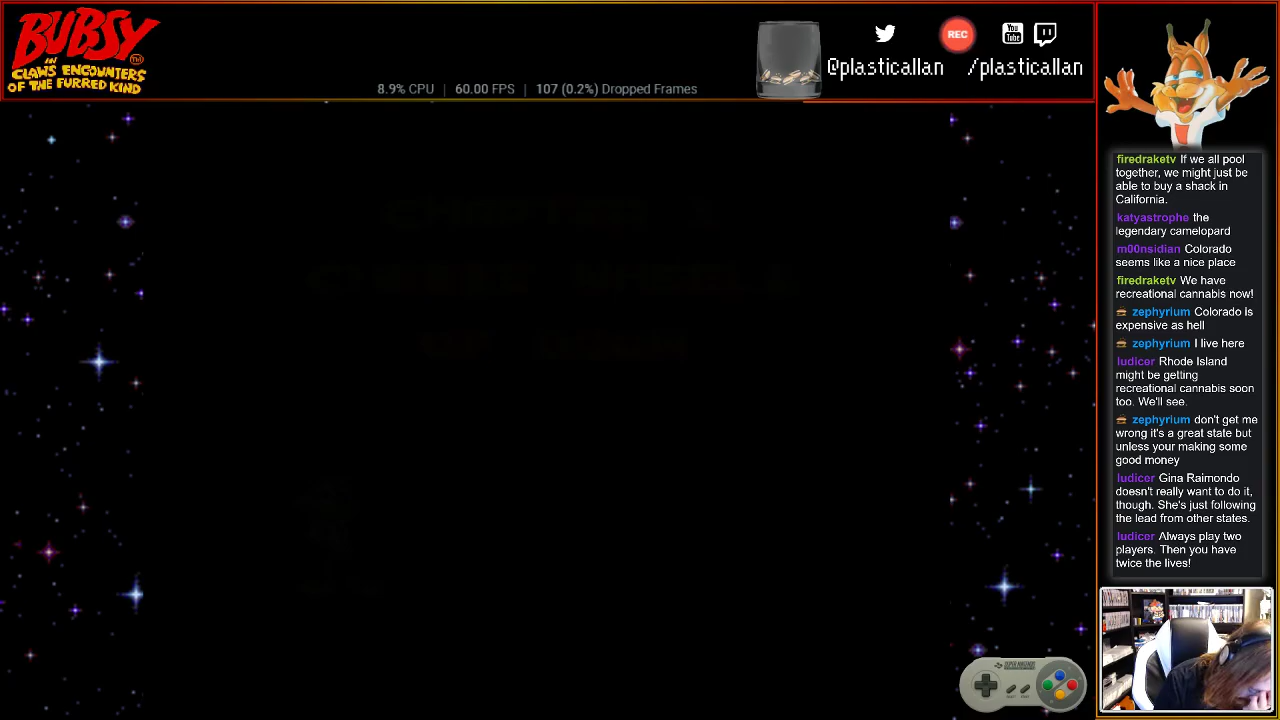 BUBSY
TM
IN
CLAWS ENCOUNTERS
OF THE FURRED KIND
8.9% CPU | 60.00 FPS | 107 (0.2%) Dropped Frames
REC
You
Tube
@plasticallan /plasticallan
firedraketv If we all pool
together, we might just be
able to buy a shack in
California.
katyastrophe the
legendary camelopard
m00nsidian Colorado
seems like a nice place
firedraketv We have
recreational cannabis now!
zephyrium Colorado is
expensive as hell
zephyrium I live here
ludicer Rhode Island
might be getting
recreational cannabis soon
too. We'll see.
zephyrium don't get me
wrong it's a great state but
unless your making some
good money
ludicer Gina Raimondo
doesn't really want to do it,
though. She's just following
the lead from other states.
ludicer Always play two
players. Then you have
twice the lives!
SUPER NINTENDO